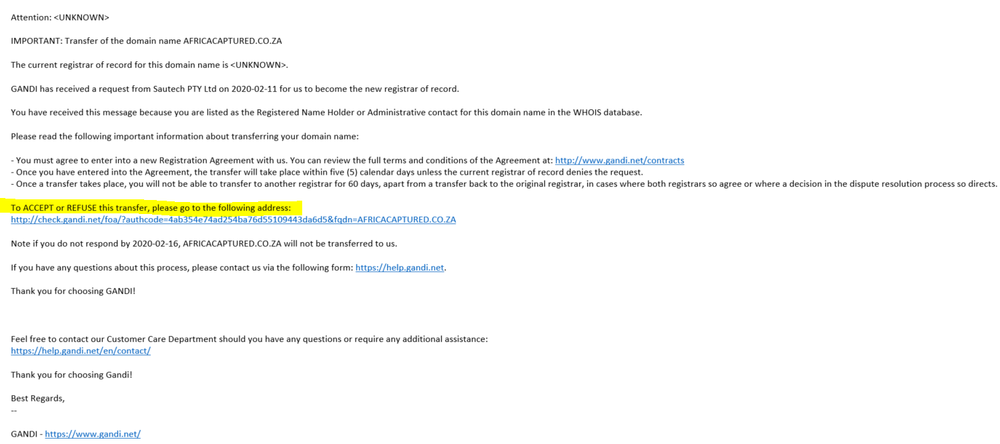 Attention: <UNKNOWN>
IMPORTANT: Transfer of the domain name AFRICACAPTURED.CO.ZA
The current registrar of record for this domain name is <UNKNOWN>.
GANDI has received a request from Sautech PTY Ltd on 2020-02-11 for us to become the new registrar of record.
You have received this message because you are listed as the Registered Name Holder or Administrative contact for this domain name in the WHOIS database.
Please read the following important information about transferring your domain name:
- You must agree to enter into a new Registration Agreement with us. You can review the full terms and conditions of the Agreement at: http://www.gandi.net/contracts
- Once you have entered into the Agreement, the transfer will take place within five (5) calendar days unless the current registrar of record denies the request.
- Once a transfer takes place, you will not be able to transfer to another registrar for 60 days, apart from a transfer back to the original registrar, in cases where both registrars so agree or where a decision in the dispute resolution process so directs.
To ACCEPT or REFUSE this transfer, please go to the following address:
http://check.gandi.net/foa/?authcode=4ab354e74ad254ba76d55109443da6d5&fqdn=AFRICACAPTURED.CO.ZA
Note if you do not respond by 2020-02-16, AFRICACAPTURED.CO.ZA will not be transferred to us.
If you have any questions about this process, please contact us via the following form: https://help.gandi.net.
Thank you for choosing GANDI!
Feel free to contact our Customer Care Department should you have any questions or require any additional assistance:
https://help.gandi.net/en/contact/
Thank you for choosing Gandi!
Best Regards,
--
GANDI - https://www.gandi.net/